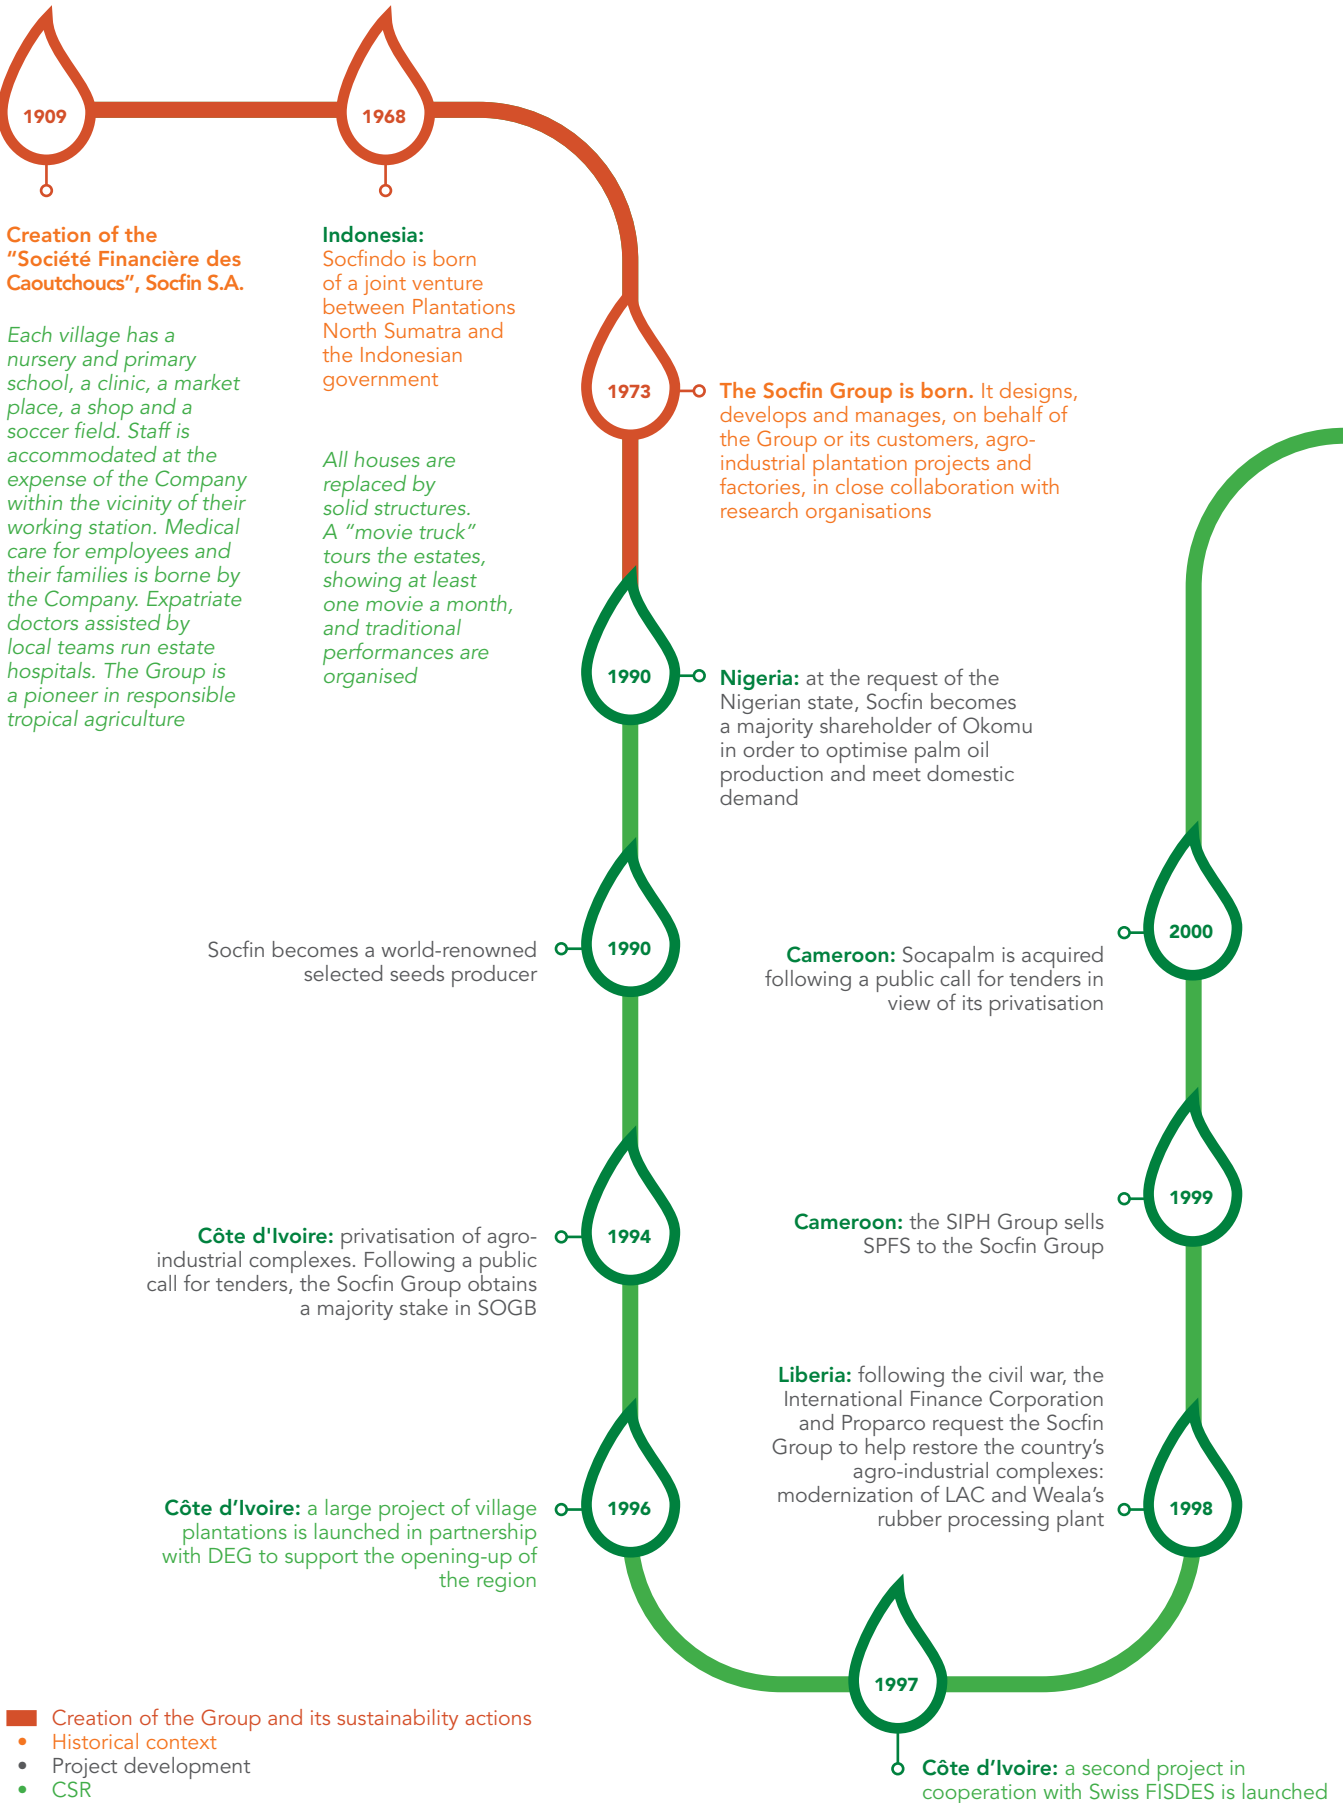 1909
Creation of the
“Société Financière des
Caoutchoucs”, Socfin S.A.
Each village has a
nursery and primary
school, a clinic, a market
place, a shop and a
soccer field. Staff is
accommodated at the
expense of the Company
within the vicinity of their
working station. Medical
care for employees and
their families is borne by
the Company. Expatriate
doctors assisted by
local teams run estate
hospitals. The Group is
a pioneer in responsible
tropical agriculture
1968
Indonesia:
Socfindo is born
of a joint venture
between Plantations
North Sumatra and
the Indonesian
government
All houses are
replaced by
solid structures.
A “movie truck”
tours the estates,
showing at least
one movie a month,
and traditional
performances are
organised
1973
The Socfin Group is born. It designs,
develops and manages, on behalf of
the Group or its customers, agro-
industrial plantation projects and
factories, in close collaboration with
research organisations
1990
Nigeria: at the request of the
Nigerian state, Socfin becomes
a majority shareholder of Okomu
in order to optimise palm oil
production and meet domestic
demand
1990
Socfin becomes a world-renowned
selected seeds producer
1994
Côte d'Ivoire: privatisation of agro-
industrial complexes. Following a public
call for tenders, the Socfin Group obtains
a majority stake in SOGB
1996
Côte d’Ivoire: a large project of village
plantations is launched in partnership
with DEG to support the opening-up of
the region
1997
Côte d’Ivoire: a second project in
cooperation with Swiss FISDES is launched
1998
Liberia: following the civil war, the
International Finance Corporation
and Proparco request the Socfin
Group to help restore the country’s
agro-industrial complexes:
modernization of LAC and Weala’s
rubber processing plant
1999
Cameroon: the SIPH Group sells
SPFS to the Socfin Group
2000
Cameroon: Socapalm is acquired
following a public call for tenders in
view of its privatisation
Creation of the Group and its sustainability actions
• Historical context
• Project development
• CSR